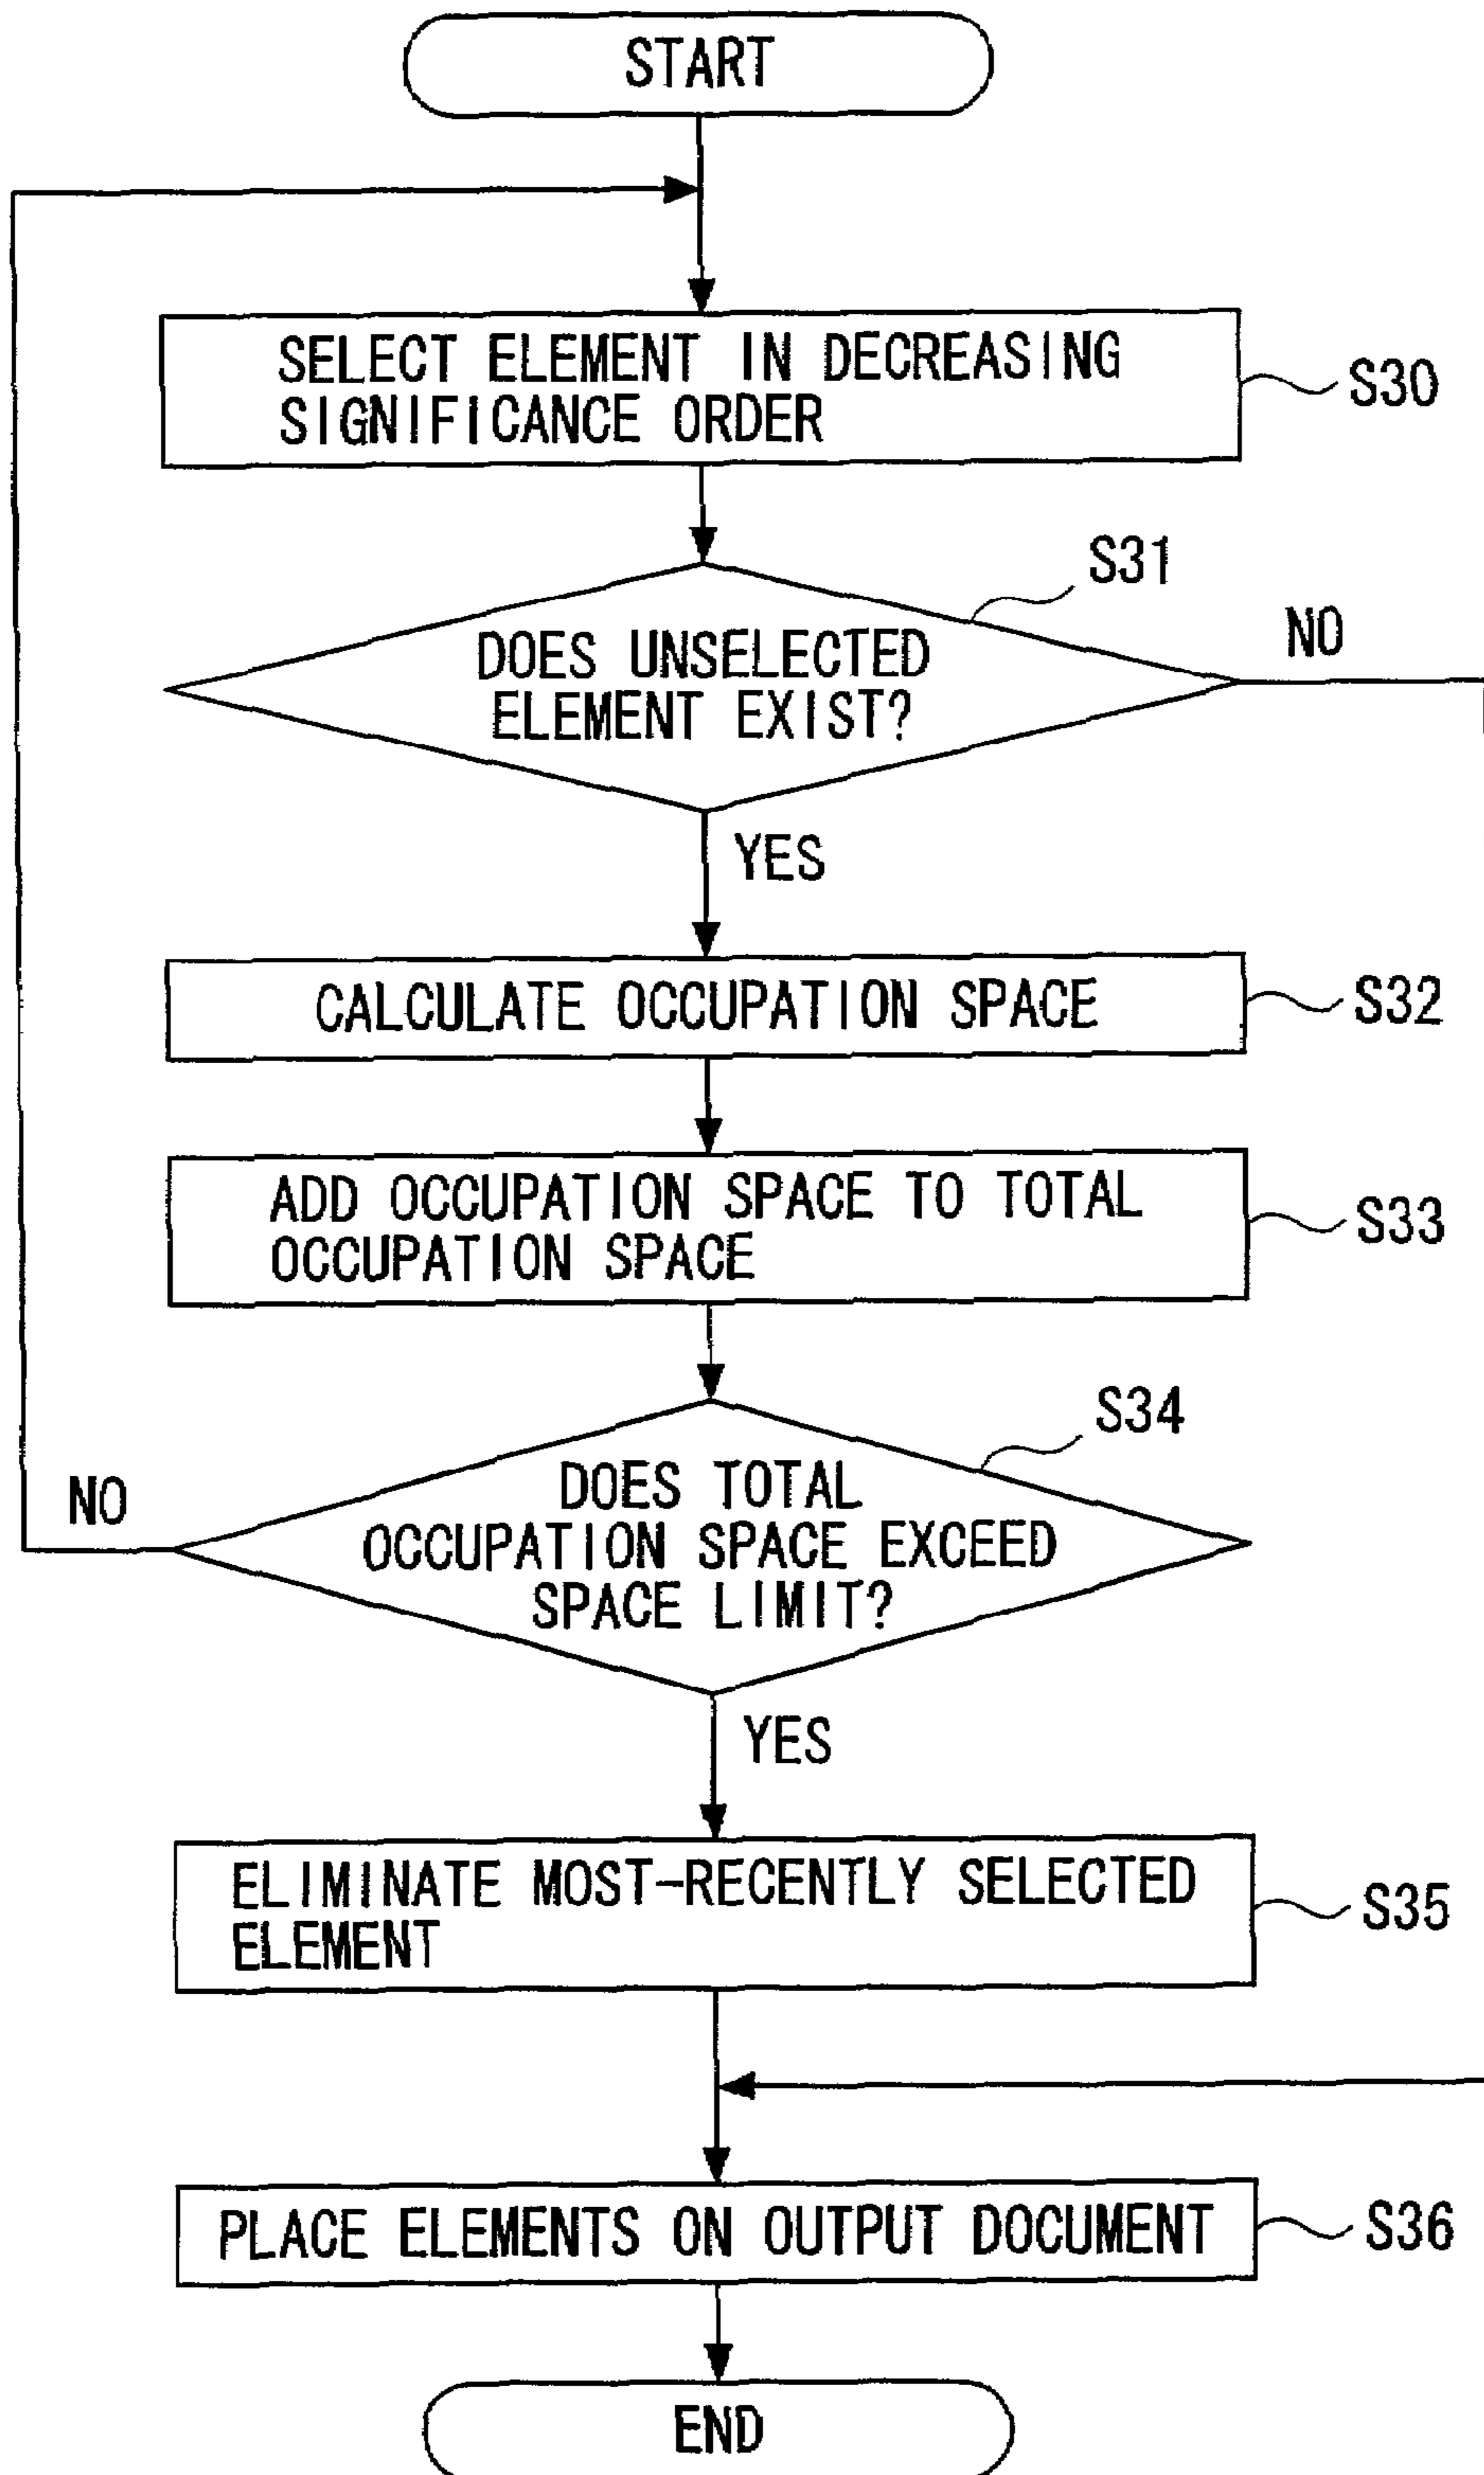 START
SELECT ELEMENT IN DECREASING
SIGNIFICANCE ORDER
S30
S31
DOES UNSELECTED
ELEMENT EXIST?
NO
YES
CALCULATE OCCUPATION SPACE
S32
ADD OCCUPATION SPACE TO TOTAL
OCCUPATION SPACE
S33
S34
DOES TOTAL
OCCUPATION SPACE EXCEED
SPACE LIMIT?
NO
YES
ELIMINATE MOST-RECENTLY SELECTED
ELEMENT
S35
PLACE ELEMENTS ON OUTPUT DOCUMENT
S36
END